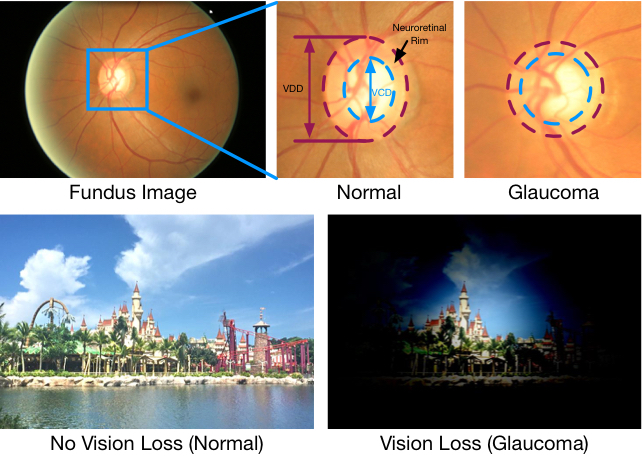 Neuroretinal
Rim
VDD
VCD
Fundus Image
Normal
Glaucoma
No Vision Loss (Normal)
Vision Loss (Glaucoma)